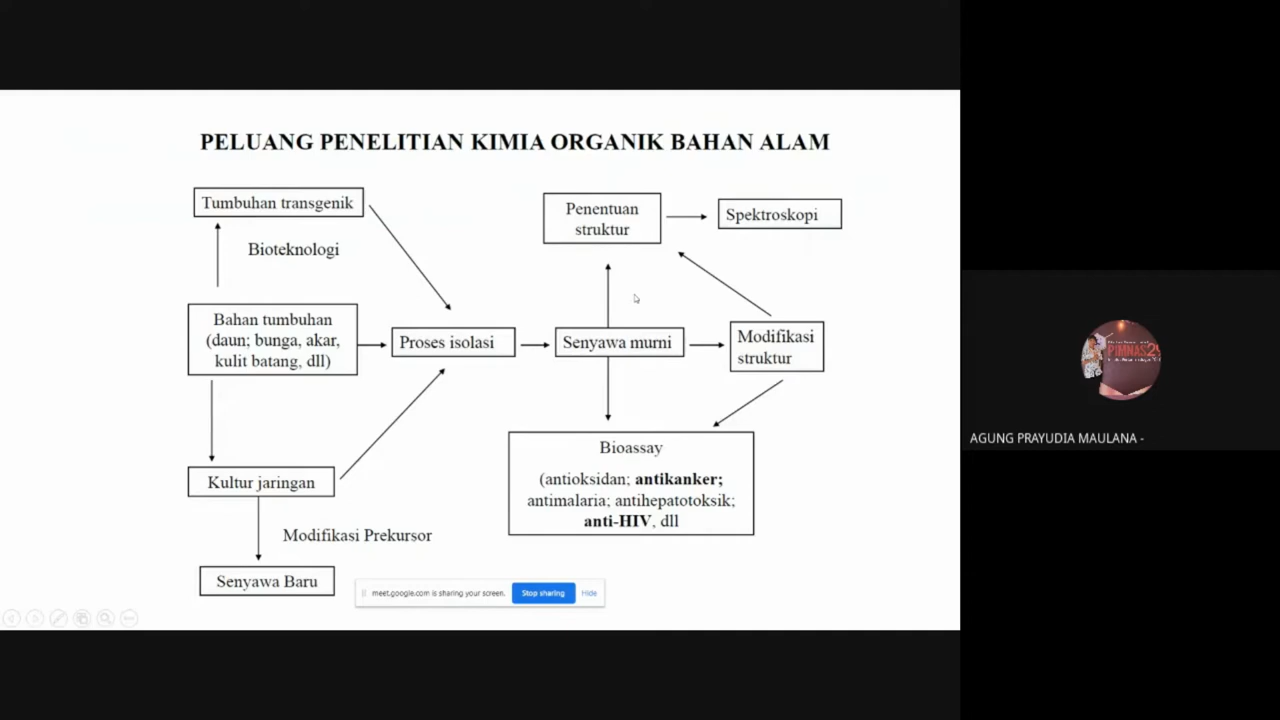 PELUANG PENELITIAN KIMIA ORGANIK BAHAN ALAM
Tumbuhan transgenik
Bioteknologi
Bahan tumbuhan
(daun; bunga, akar,
kulit batang, dll)
Kultur jaringan
Modifikasi Prekursor
Senyawa Baru
Proses isolasi
Senyawa murni
Penentuan
struktur
Spektroskopi
Modifikasi
struktur
Bioassay
(antioksidan; antikanker;
antimalaria; antihepatotoksik;
anti-HIV, dll
meet.google.com is sharing your screen.
Stop sharing
Hide
PIMNAS29
AGUNG PRAYUDIA MAULANA -